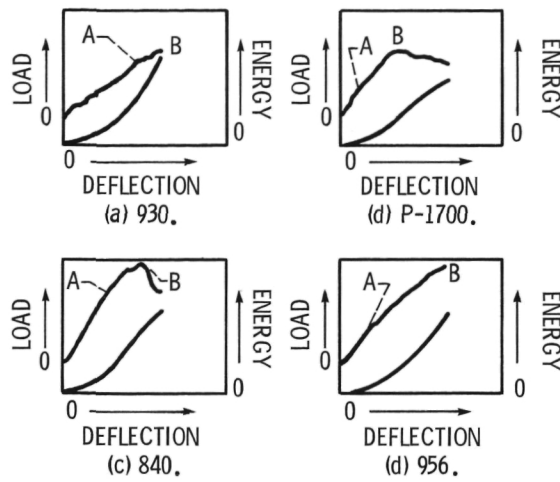 A
B
LOAD
0
ENERGY
0
0
DEFLECTION
(a) 930.
A
B
LOAD
0
ENERGY
0
0
DEFLECTION
(d) P-1700.
A
B
LOAD
0
ENERGY
0
0
DEFLECTION
(c) 840.
A
B
LOAD
0
ENERGY
0
0
DEFLECTION
(d) 956.